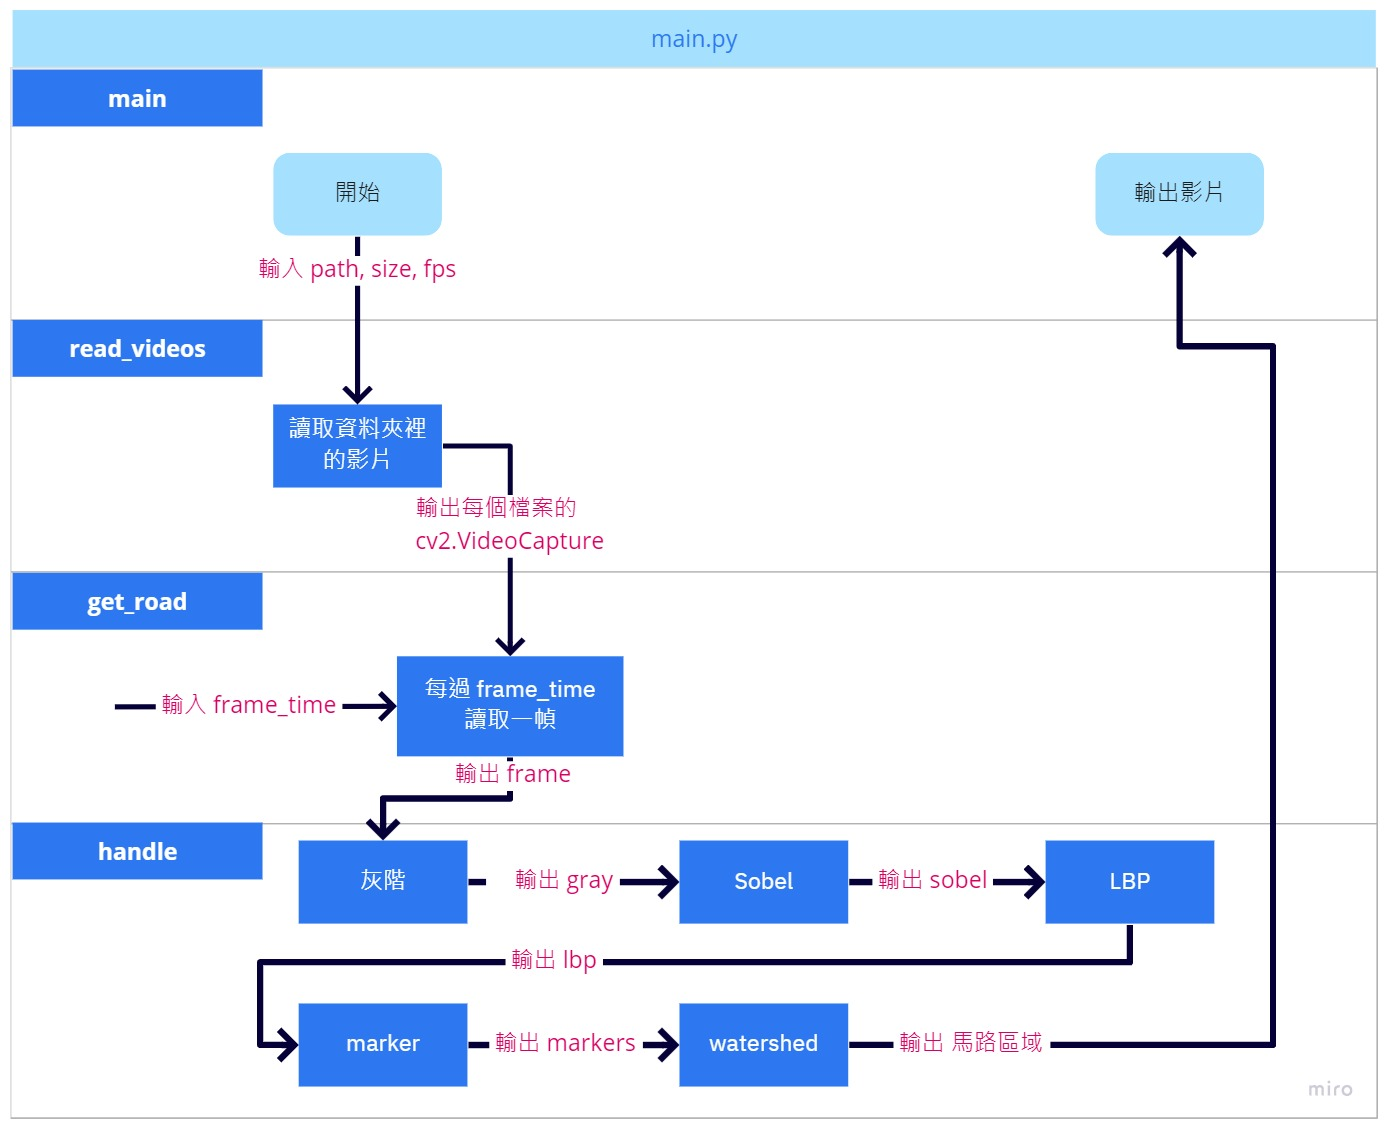 main.py
main
開始
輸出影片
輸入 path, size, fps
read_videos
讀取資料夾裡
的影片
輸出每個檔案的
cv2.VideoCapture
get_road
輸入 frame_time
每過 frame_time
讀取一幀
輸出 frame
handle
灰階
輸出 gray
Sobel
輸出 sobel
LBP
輸出 lbp
marker
輸出 markers
watershed
輸出 馬路區域
miro